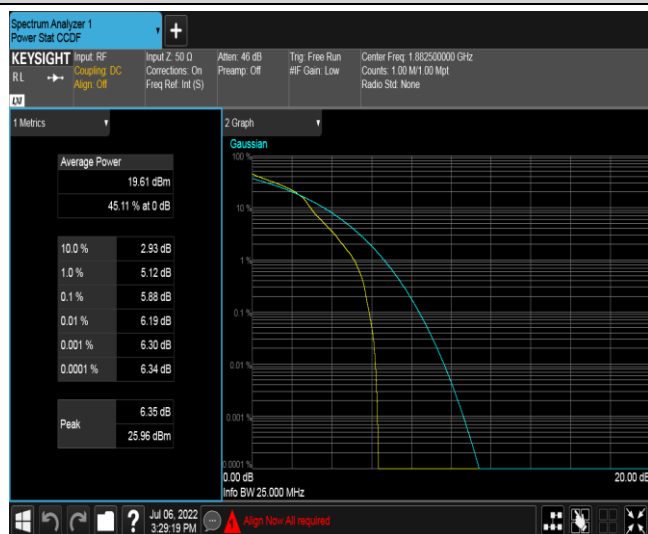 Spectrum Analyzer 1
Power Stat CCDF
+
KEYSIGHT
RL
LXI
Input: RF
Coupling: DC
Align: Off
Input Z: 50 Ω
Corrections: On
Freq Ref: Int (S)
Atten: 46 dB
Preamp: Off
Trig: Free Run
#IF Gain: Low
Center Freq: 1.882500000 GHz
Counts: 1.00 M/1.00 Mpt
Radio Std: None
1 Metrics
Average Power
19.61 dBm
45.11 % at 0 dB
10.0 % 2.93 dB
1.0 % 5.12 dB
0.1 % 5.88 dB
0.01 % 6.19 dB
0.001 % 6.30 dB
0.0001 % 6.34 dB
Peak
6.35 dB
25.96 dBm
2 Graph
Gaussian
100 %
10 %
1 %
0.1 %
0.01 %
0.001 %
0.0001 %
0.00 dB
20.00 dB
Info BW 25.000 MHz
?
Jul 06, 2022
3:29:19 PM
Align Now All required